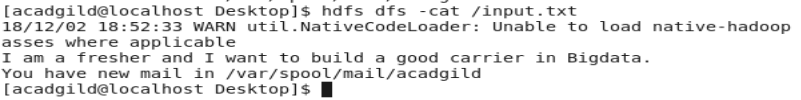 [acadgild@localhost Desktop]$ hdfs dfs -cat /input.txt
18/12/02 18:52:33 WARN util.NativeCodeLoader: Unable to load native-hadoop
asses where applicable
I am a fresher and I want to build a good carrier in Bigdata.
You have new mail in /var/spool/mail/acadgild
[acadgild@localhost Desktop]$